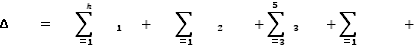 k 5
Δ = ∑ 1 + ∑ 2 + ∑ 3 + ∑ +
=1 =1 =3 =1